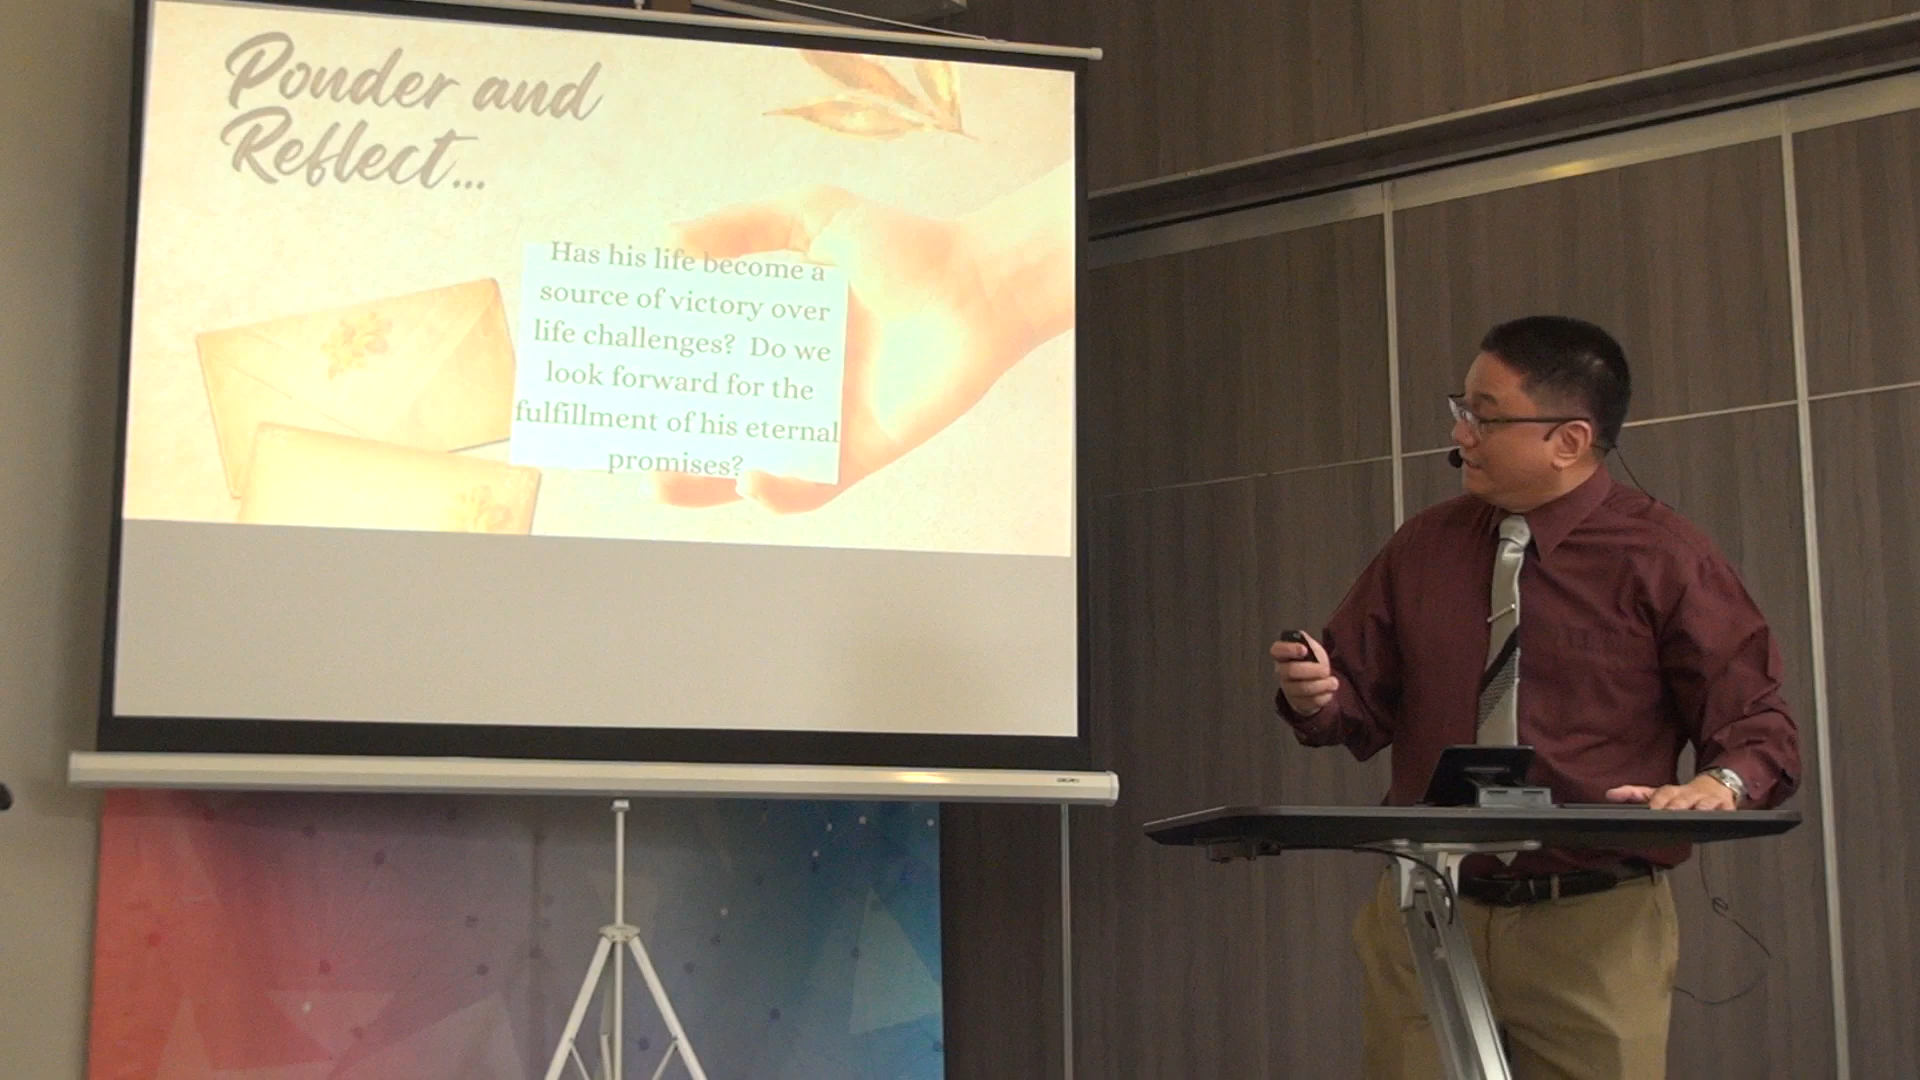 Ponder and
Reflect...
Has his life become a
source of victory over
life challenges? Do we
look forward for the
fulfillment of his eternal
promises?